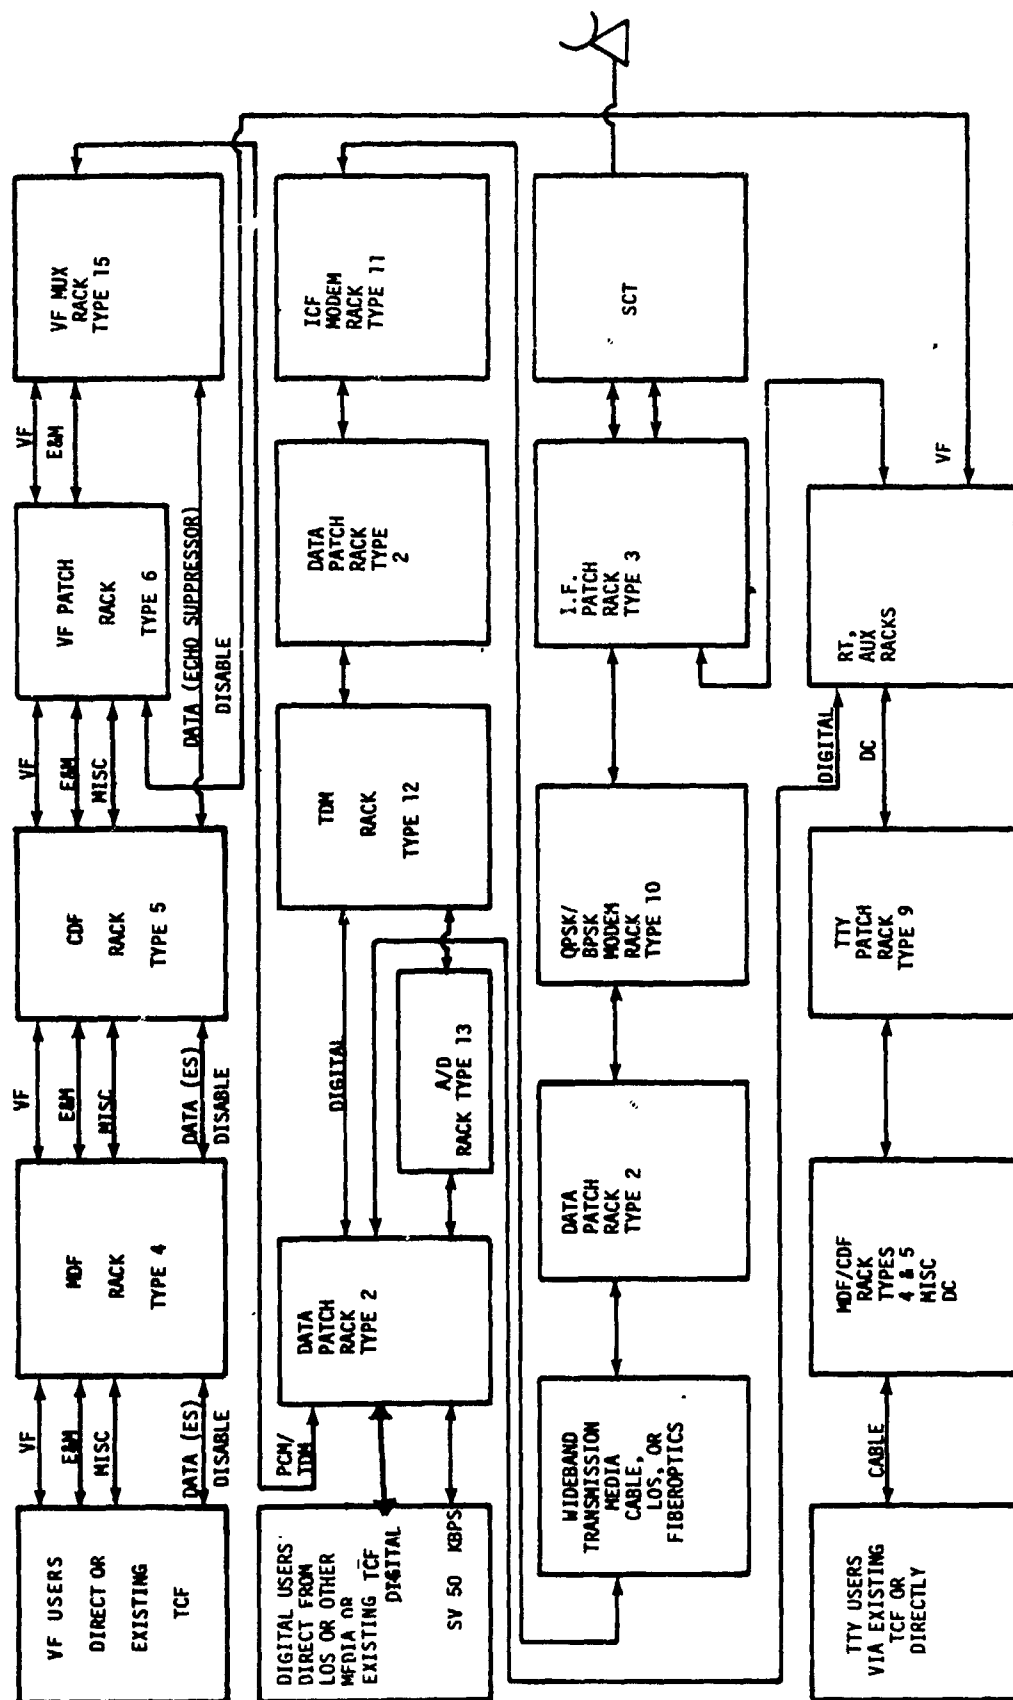 VF USERS
DIRECT OR
EXISTING
TCF
VF
E&M
MISC
DATA (ES)
DISABLE
MDF
RACK
TYPE 4
VF
E&M
MISC
DATA (ES)
DISABLE
CDF
RACK
TYPE 5
VF
E&M
MISC
DATA (ECHO SUPPRESSOR)
DISABLE
VF PATCH
RACK
TYPE 6
VF
E&M
VF MUX
RACK
TYPE 15
DIGITAL USERS
DIRECT FROM
LOS OR OTHER
MEDIA OR
EXISTING TCF
DIGITAL
SV 50 KBPS
PCM/
TDM
DATA
PATCH
RACK
TYPE 2
DIGITAL
A/D
RACK TYPE 13
TDM
RACK
TYPE 12
DATA
PATCH
RACK
TYPE
2
ICF
MODEM
RACK
TYPE 11
WIDEBAND
TRANSMISSION
MEDIA
CABLE,
LOS, OR
FIBEROPTICS
DATA
PATCH
RACK
TYPE 2
QPSK/
BPSK
MODEM
RACK
TYPE 10
I.F.
PATCH
RACK
TYPE 3
SCT
TTY USERS
VIA EXISTING
TCF OR
DIRECTLY
CABLE
MDF/CDF
RACK
TYPES
4 & 5
MISC
DC
TTY
PATCH
RACK
TYPE 9
DIGITAL
DC
RT,
AUX
RACKS
VF